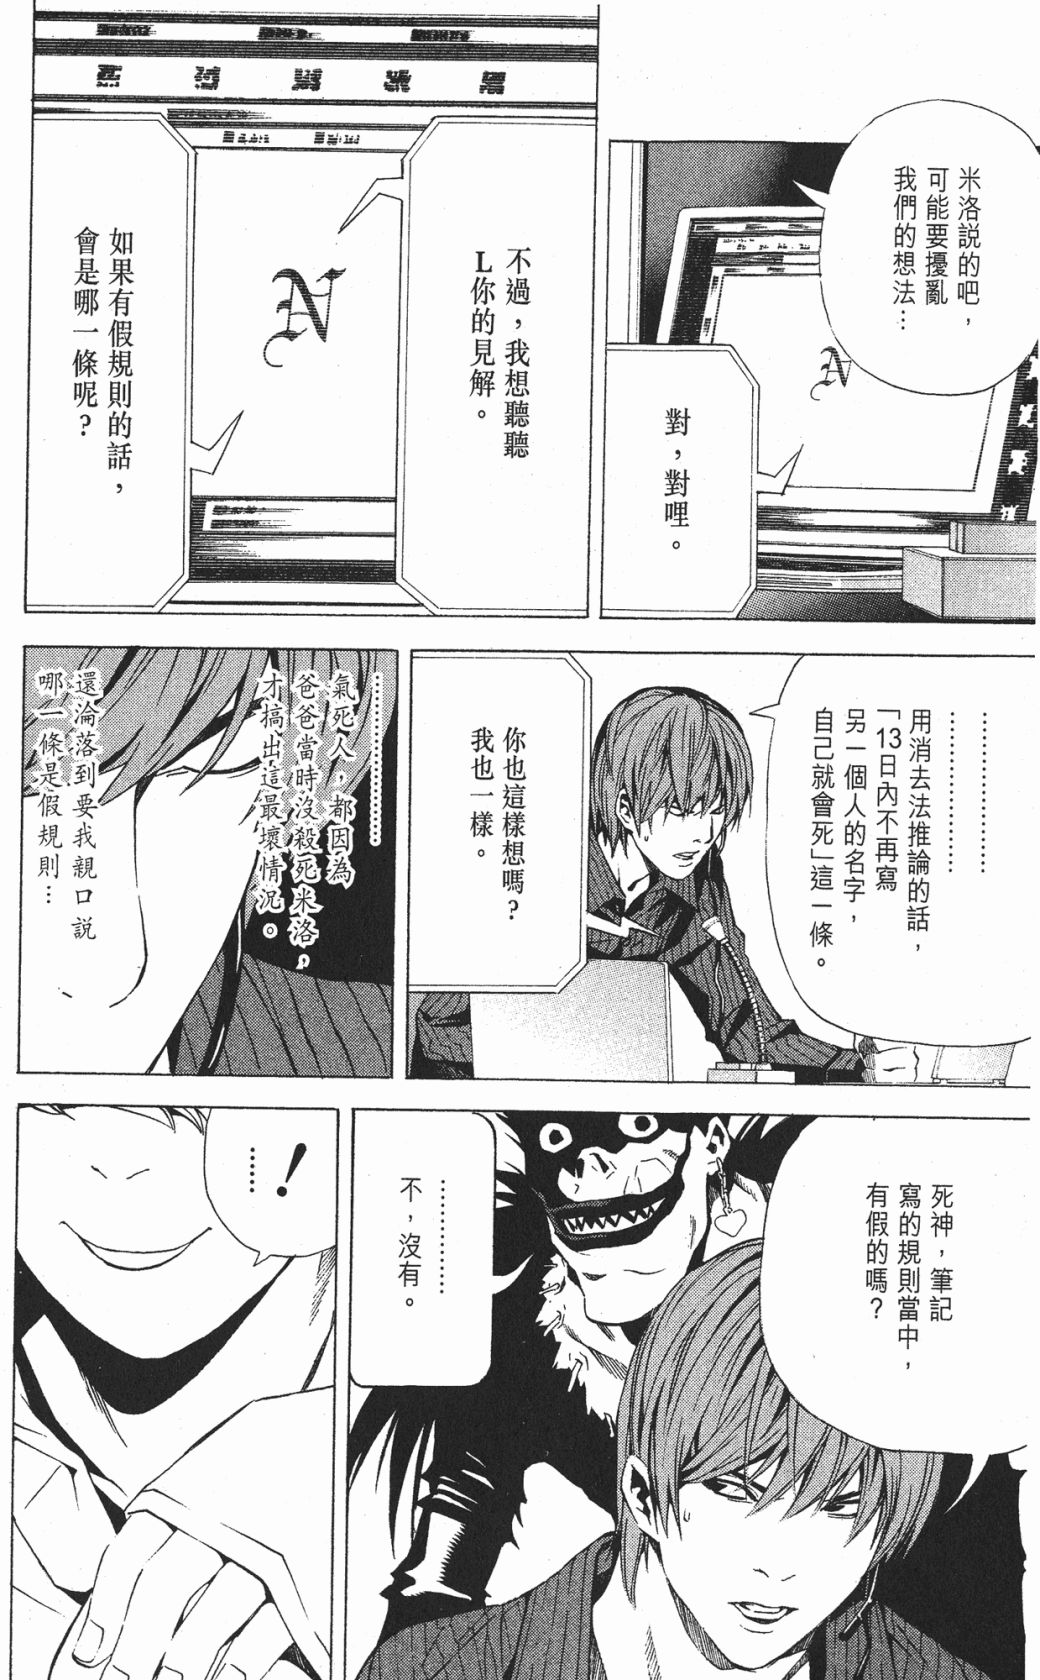 米洛說的吧，
可能要擾亂
我們的想法…
對，對哩。
不過，我想聽聽
L你的見解。
N
如果有假規則的話，
會是哪一條呢？
…………………
………………
用消去法推論的話，
「13日內不再寫
另一個人的名字，
自己就會死」這一條。
你也這樣想嗎？
我也一樣。
…………………
氣死人，都因為
爸爸當時沒殺死米洛，
才搞出這最壞情況。
還淪落到要我親口說
哪一條是假規則…
死神，筆記
寫的規則當中，
有假的嗎？
……………
不，沒有。
！
……